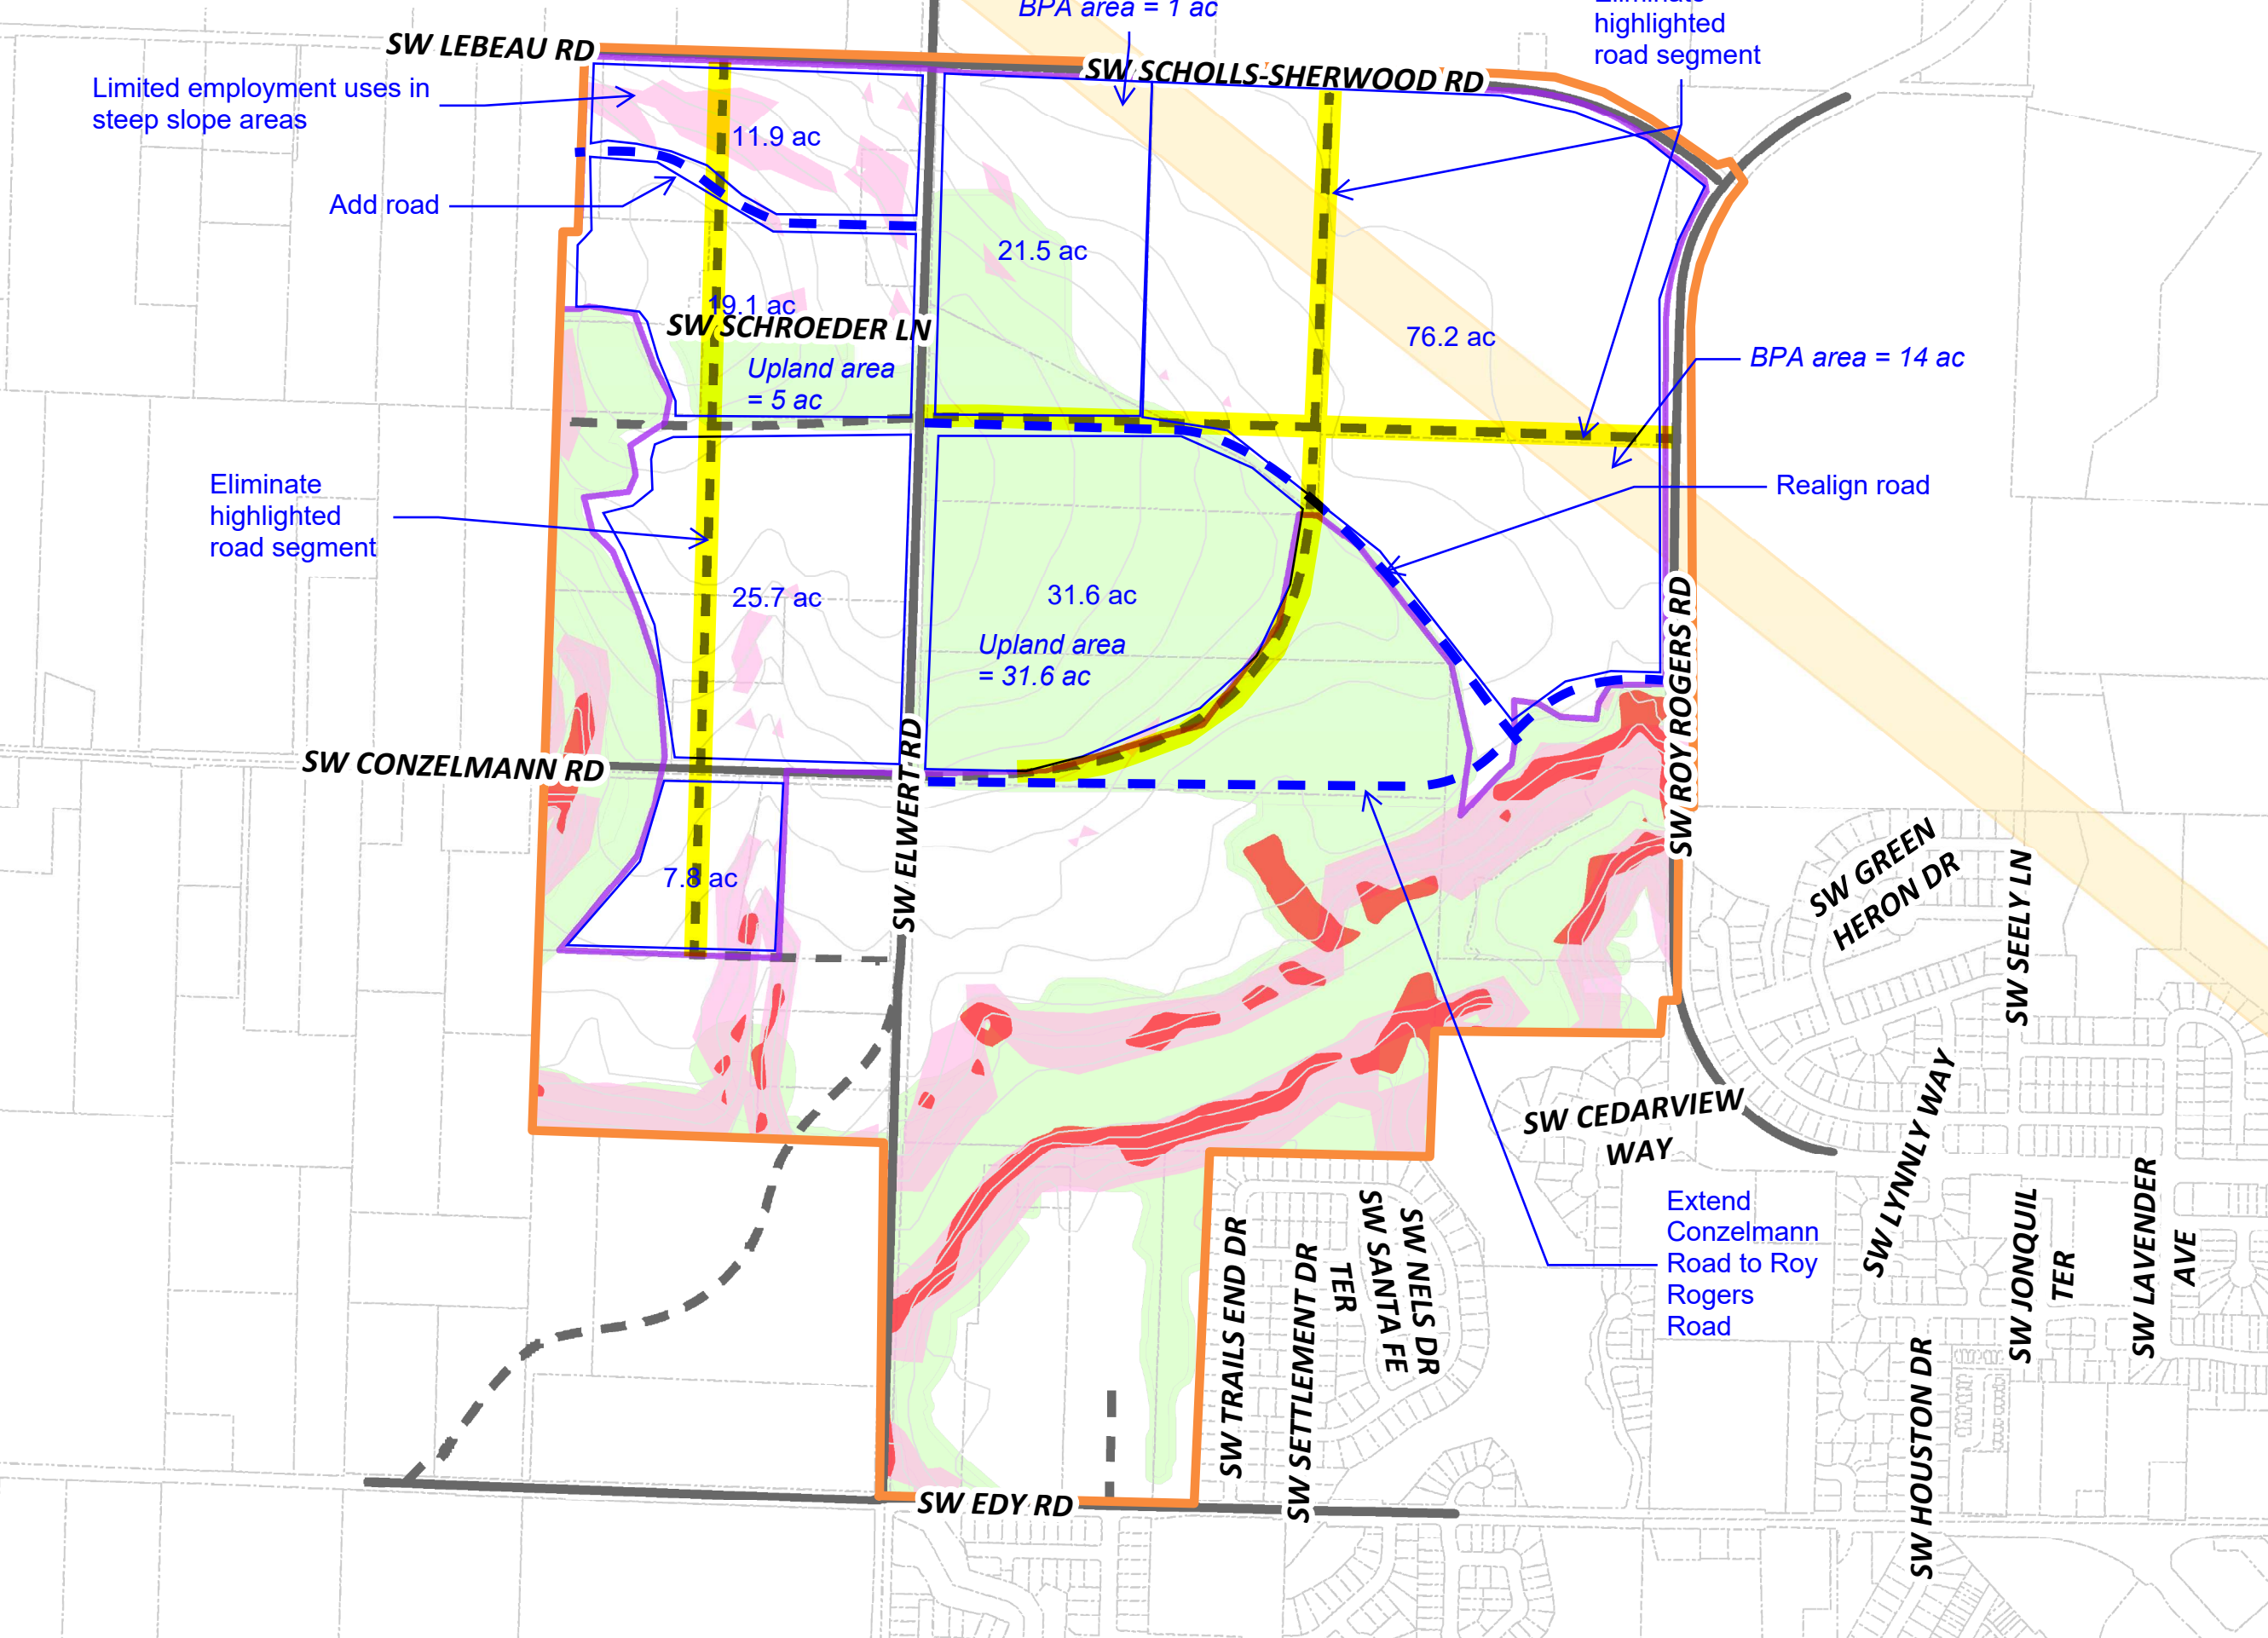 BPA area = 1 ac
Eliminate
highlighted
road segment
SW LEBEAU RD
SW SCHOLLS-SHERWOOD RD
Limited employment uses in
steep slope areas
11.9 ac
Add road
21.5 ac
19.1 ac
SW SCHROEDER LN
76.2 ac
BPA area = 14 ac
Upland area
= 5 ac
Eliminate
highlighted
road segment
Realign road
25.7 ac
31.6 ac
Upland area
= 31.6 ac
SW ROY ROGERS RD
SW CONZELMANN RD
SW ELWERT RD
7.8 ac
SW GREEN
HERON DR
SW SEELY LN
SW CEDARVIEW
WAY
SW LYNNLY WAY
Extend
Conzelmann
Road to Roy
Rogers
Road
SW TRAILS END DR
SW SETTLEMENT DR
SW SANTA FE
TER
SW NELS DR
SW JONQUIL
TER
SW LAVENDER
AVE
SW HOUSTON DR
SW EDY RD